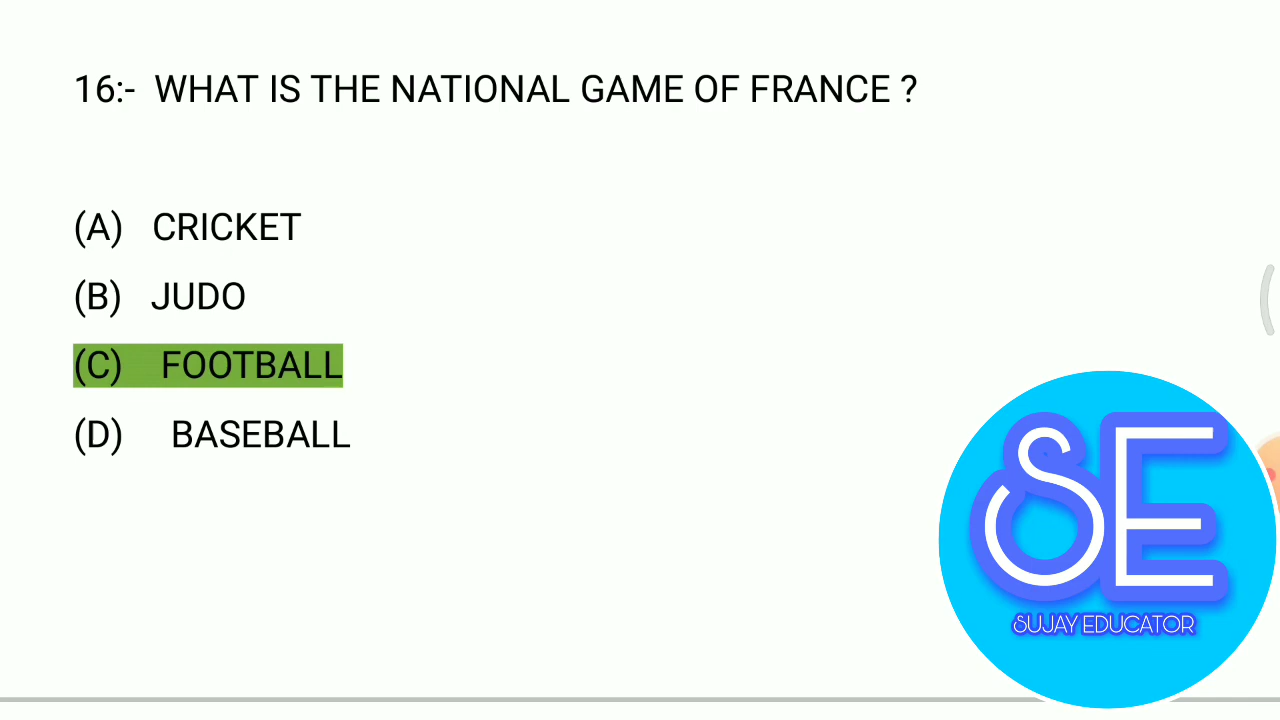 16:- WHAT IS THE NATIONAL GAME OF FRANCE ?
(A) CRICKET
(B) JUDO
(C) FOOTBALL
(D) BASEBALL
SE
SUJAY EDUCATOR